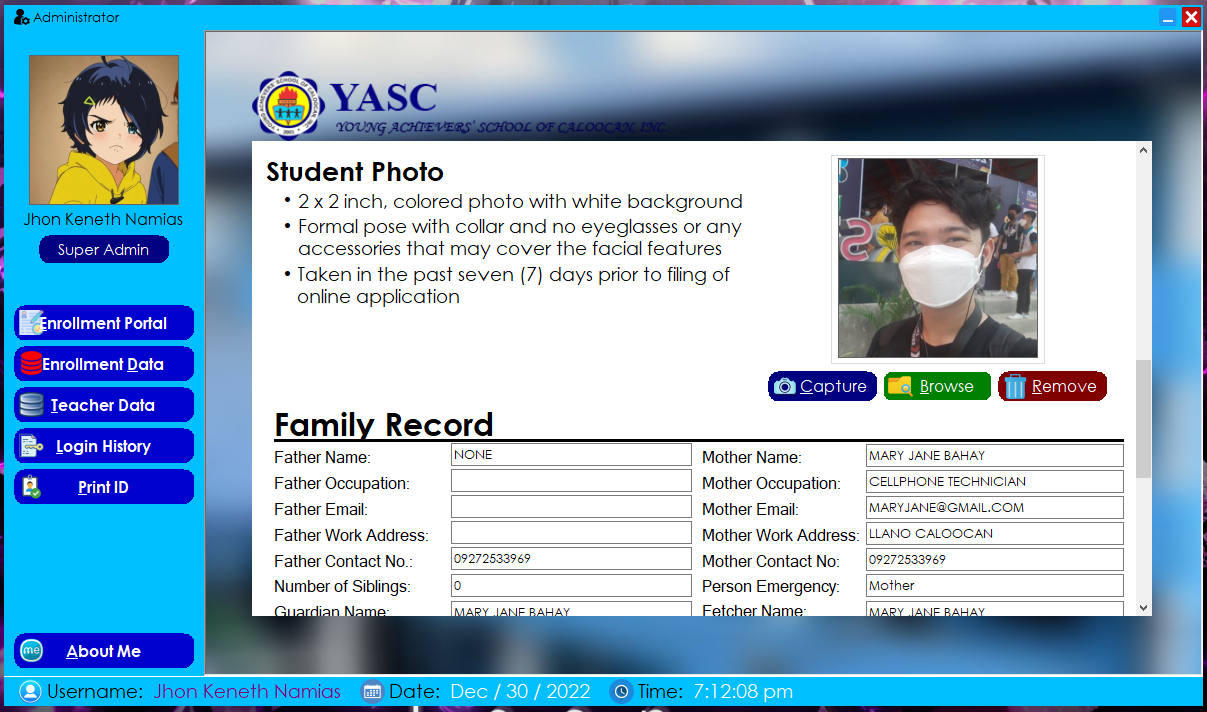 Administrator
YASC
YOUNG ACHIEVERS' SCHOOL OF CALOOCAN, INC.
Jhon Keneth Namias
Super Admin
Enrollment Portal
Enrollment Data
Teacher Data
Login History
Print ID
About Me
Student Photo
• 2 x 2 inch, colored photo with white background
• Formal pose with collar and no eyeglasses or any
accessories that may cover the facial features
• Taken in the past seven (7) days prior to filing of
online application
Capture
Browse
Remove
Family Record
Father Name: NONE Mother Name: MARY JANE BAHAY
Father Occupation: Mother Occupation: CELLPHONE TECHNICIAN
Father Email: Mother Email: MARYJANE@GMAIL.COM
Father Work Address: Mother Work Address: LLANO CALOOCAN
Father Contact No.: 09272533969 Mother Contact No: 09272533969
Number of Siblings: 0 Person Emergency: Mother
Guardian Name: MARY JANE BAHAY Fetcher Name: MARY JANE BAHAY
me
Username: Jhon Keneth Namias Date: Dec / 30 / 2022 Time: 7:12:08 pm